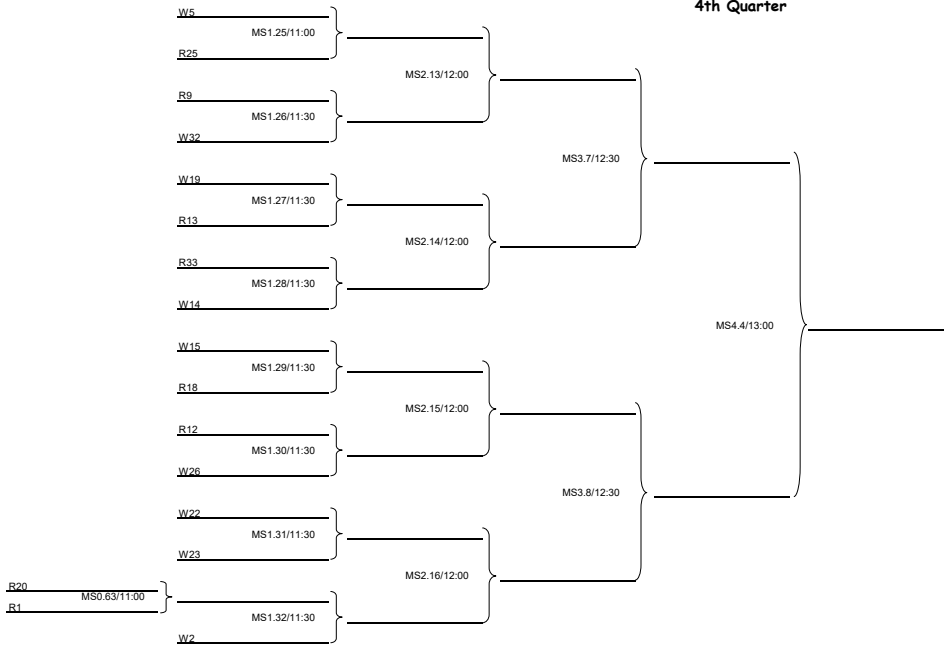 4th Quarter
W5
MS1.25/11:00
R25
MS2.13/12:00
R9
MS1.26/11:30
W32
MS3.7/12:30
W19
MS1.27/11:30
R13
MS2.14/12:00
R33
MS1.28/11:30
W14
MS4.4/13:00
W15
MS1.29/11:30
R18
MS2.15/12:00
R12
MS1.30/11:30
W26
MS3.8/12:30
W22
MS1.31/11:30
W23
MS2.16/12:00
R20
MS0.63/11:00
R1
MS1.32/11:30
W2